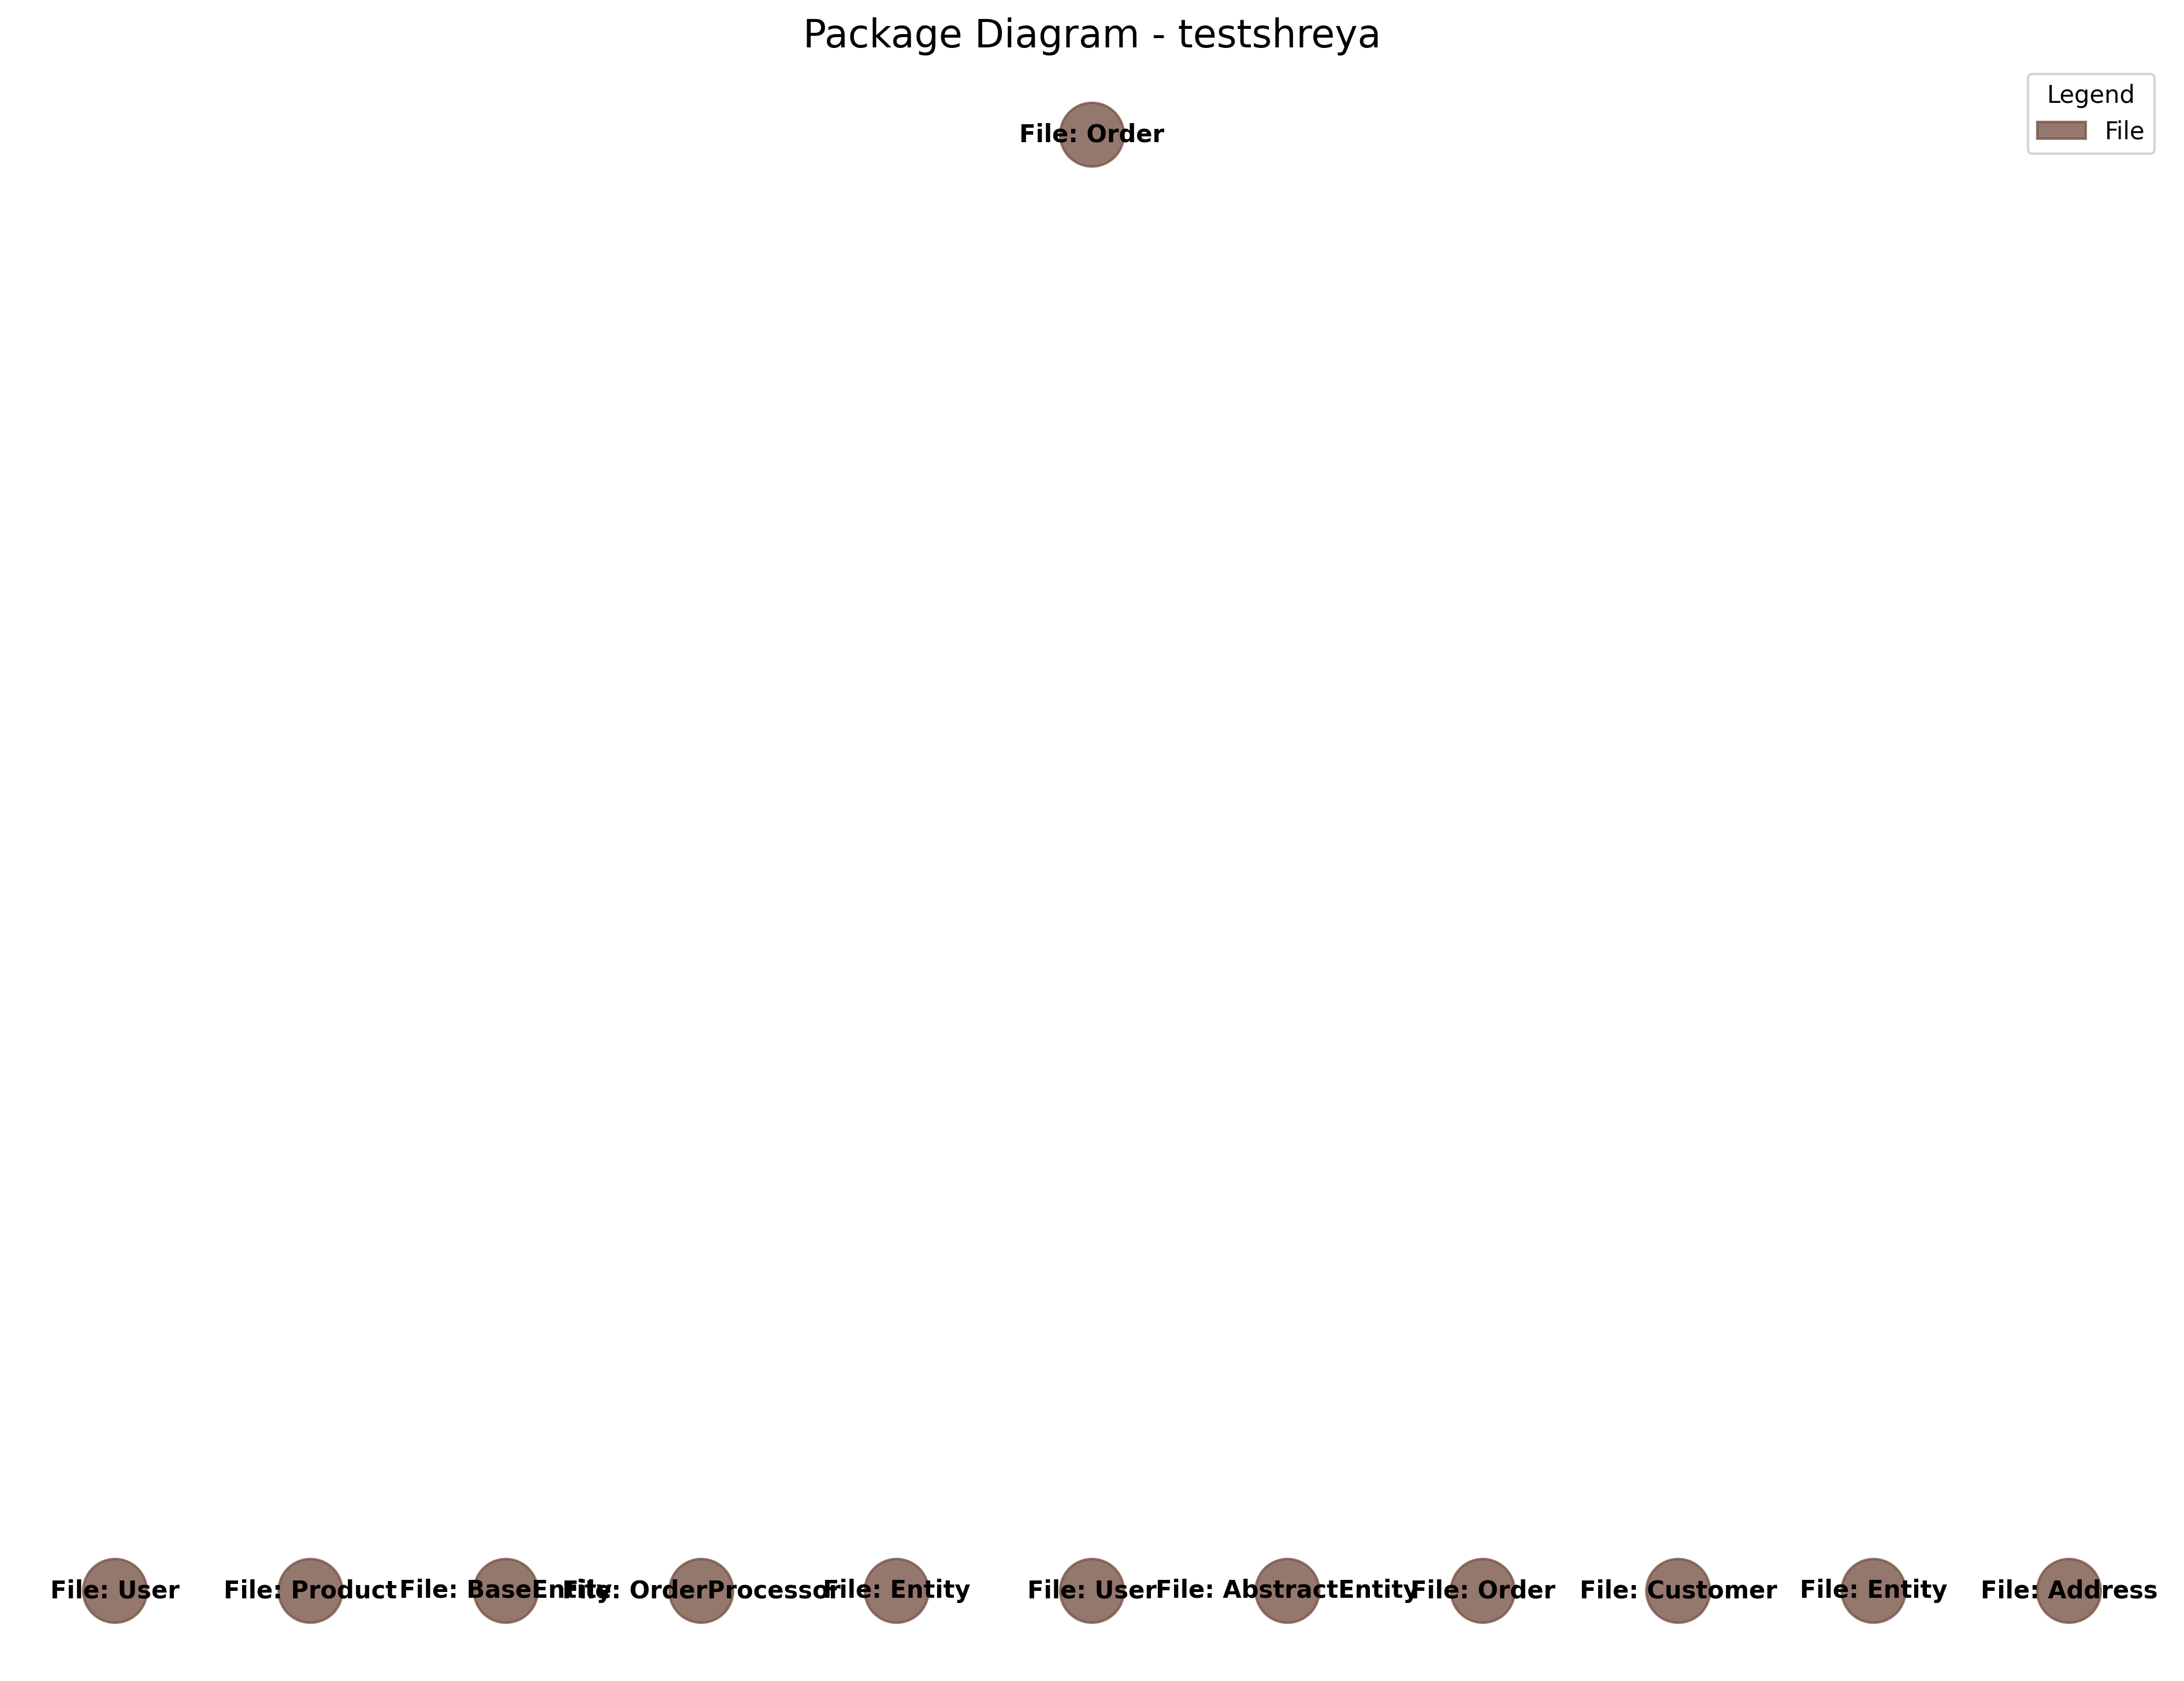 Package Diagram - testshreya
Legend
File
File: Order
File: User
File: Product
File: BaseEntity
File: OrderProcessor
File: Entity
File: User
File: AbstractEntity
File: Order
File: Customer
File: Entity
File: Address